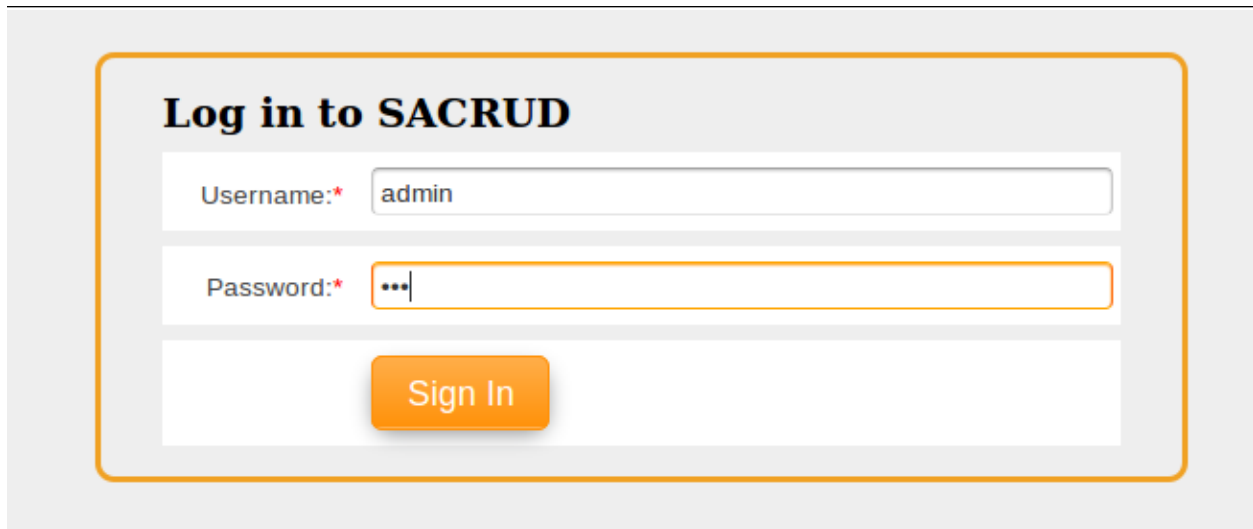 Log in to SACRUD
Username:* admin
Password:* •••
Sign In